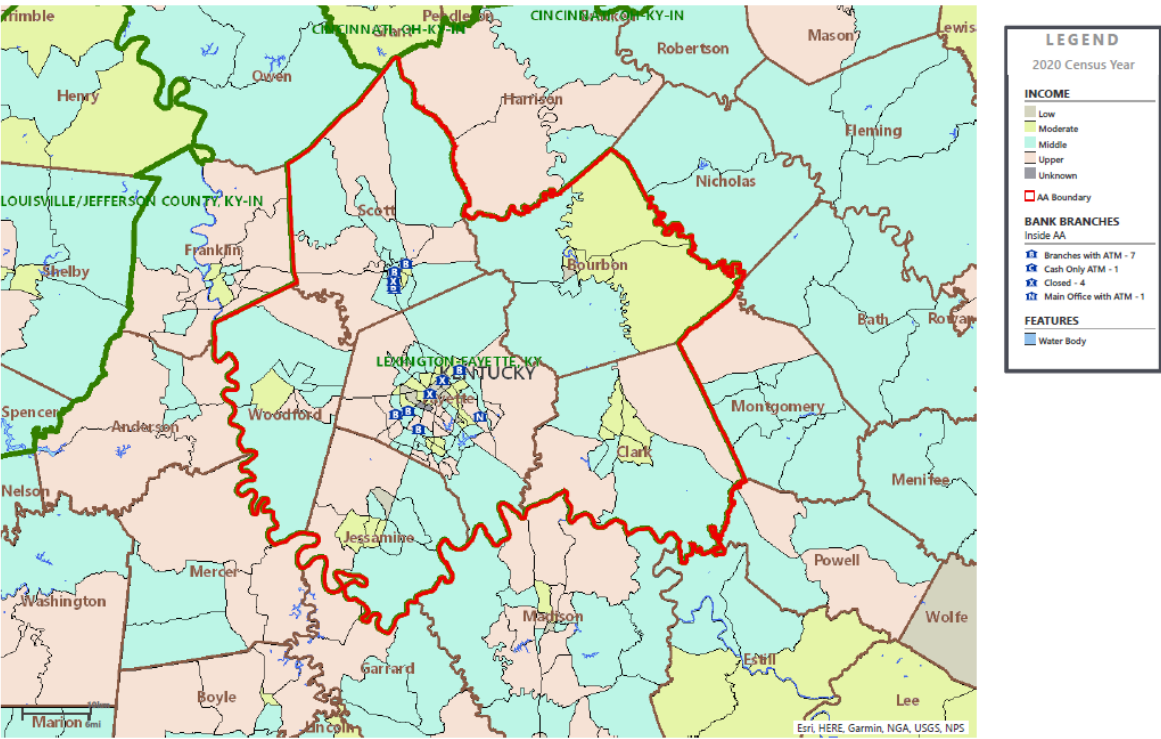 Trimble
Pendleton
CINCINNATI, OH-KY-IN
CINCINNATI, OH-KY-IN
Grant
Robertson
Mason
Lewis
Owen
Henry
Harrison
Fleming
Nicholas
LOUISVILLE/JEFFERSON COUNTY, KY-IN
Scott
Franklin
Shelby
Bourbon
Bath
Rowan
LEXINGTON-FAYETTE, KY
KENTUCKY
Fayette
Woodford
Montgomery
Spencer
Anderson
Clark
Menifee
Nelson
Jessamine
Powell
Mercer
Washington
Madison
Wolfe
Estill
Garrard
Boyle
Lee
Lincoln
Marion
6mi
Esri, HERE, Garmin, NGA, USGS, NPS
LEGEND
2020 Census Year
INCOME
Low
Moderate
Middle
Upper
Unknown
AA Boundary
BANK BRANCHES
Inside AA
Branches with ATM - 7
Cash Only ATM - 1
Closed - 4
Main Office with ATM - 1
FEATURES
Water Body